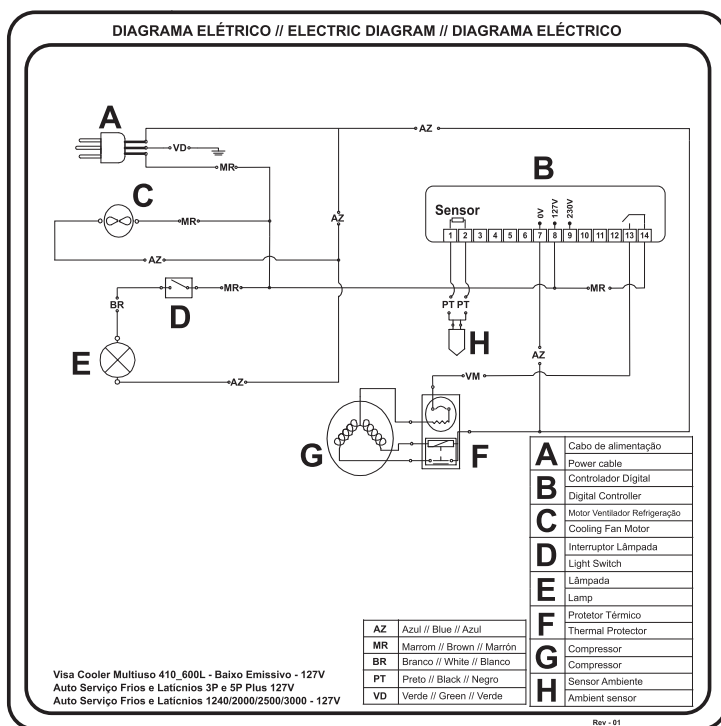 DIAGRAMA ELÉTRICO // ELECTRIC DIAGRAM // DIAGRAMA ELÉCTRICO
A
AZ
VD
MR
B
C
Sensor
0V
127V
230V
MR
AZ
1 2 3 4 5 6 7 8 9 10 11 12 13 14
AZ
MR
MR
BR
D
PT PT
H
AZ
E
AZ
VM
G
F
A
Cabo de alimentação
Power cable
B
Controlador Dígital
Digital Controller
C
Motor Ventilador Refrigeração
Cooling Fan Motor
D
Interruptor Lâmpada
Light Switch
E
Lâmpada
Lamp
F
Protetor Térmico
Thermal Protector
G
Compressor
Compressor
H
Sensor Ambiente
Ambient sensor
AZ Azul // Blue // Azul
MR Marrom // Brown // Marrón
BR Branco // White // Blanco
PT Preto // Black // Negro
VD Verde // Green // Verde
Visa Cooler Multiuso 410_600L - Baixo Emissivo - 127V
Auto Serviço Frios e Laticnios 3P e 5P Plus 127V
Auto Serviço Frios e Latícnios 1240/2000/2500/3000 - 127V
Rev - 01